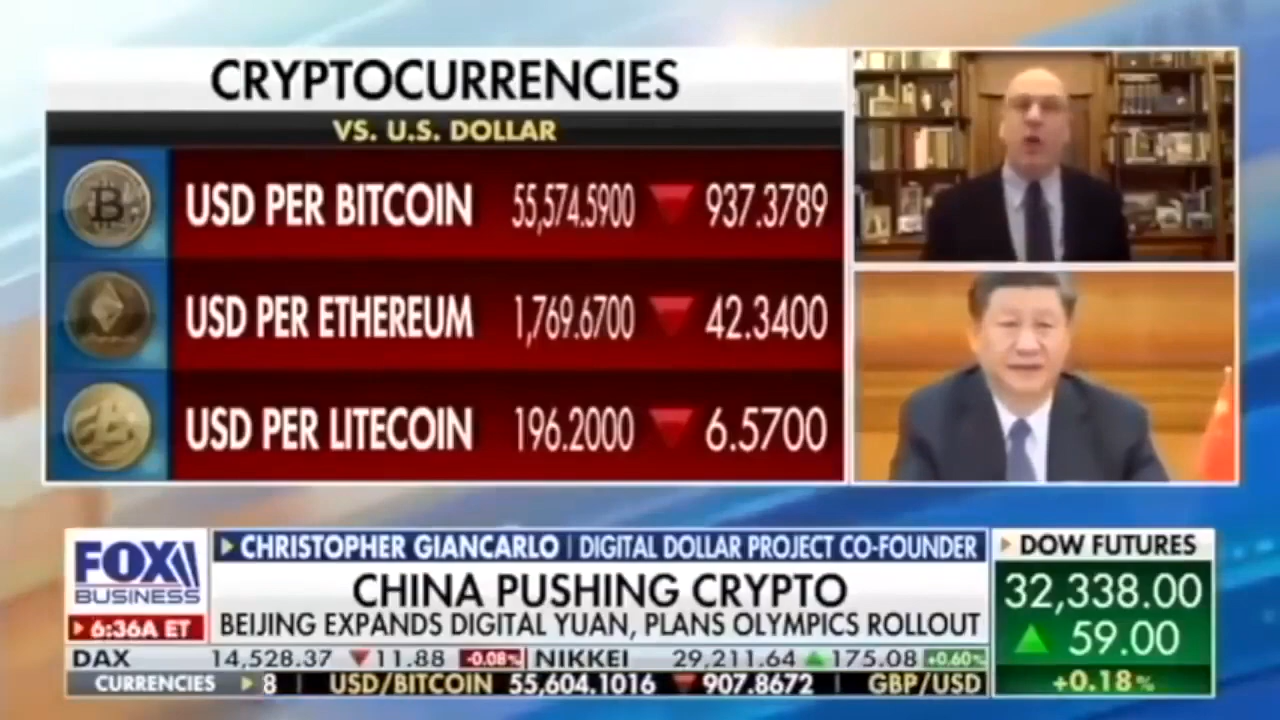 CRYPTOCURRENCIES
VS. U.S. DOLLAR
USD PER BITCOIN 55,574.5900 ▼ 937.3789
USD PER ETHEREUM 1,769.6700 ▼ 42.3400
USD PER LITECOIN 196.2000 ▼ 6.5700
FOX BUSINESS
6:36A ET
CHRISTOPHER GIANCARLO | DIGITAL DOLLAR PROJECT CO-FOUNDER
CHINA PUSHING CRYPTO
BEIJING EXPANDS DIGITAL YUAN, PLANS OLYMPICS ROLLOUT
DOW FUTURES
32,338.00
▲ 59.00
+0.18%
DAX 14,528.37 ▼ 11.88 -0.08% NIKKEI 29,211.64 ▲ 175.08 +0.60%
CURRENCIES 8 | USD/BITCOIN 55,604.1016 ▼ 907.8672 | GBP/USD